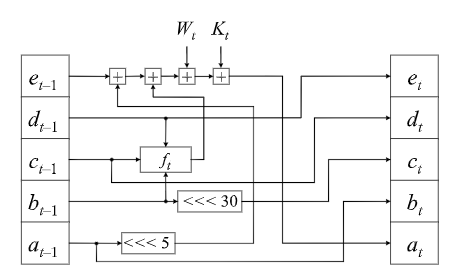 W_t K_t
e_{t-1} + + + + e_t
d_{t-1} d_t
c_{t-1} f_t c_t
b_{t-1} <<< 30 b_t
a_{t-1} <<< 5 a_t